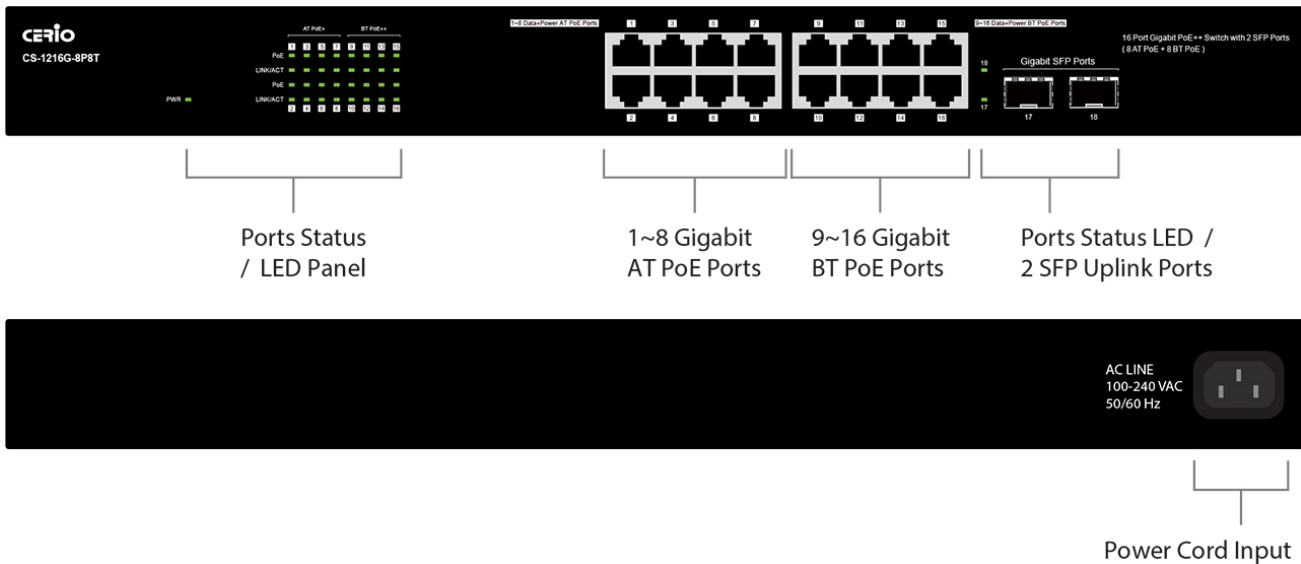 CERIO
CS-1216G-8P8T
PWR
AT PoE+ BT PoE++
1 3 5 7 9 11 13 15
PoE
LINK/ACT
PoE
LINK/ACT
2 4 6 8 10 12 14 16
1~8 Data+Power AT PoE Ports
1 3 5 7
2 4 6 8
9 11 13 15
10 12 14 16
9~16 Data+Power BT PoE Ports
18
17
Gigabit SFP Ports
17 18
16 Port Gigabit PoE++ Switch with 2 SFP Ports
( 8 AT PoE + 8 BT PoE )
Ports Status
/ LED Panel
1~8 Gigabit
AT PoE Ports
9~16 Gigabit
BT PoE Ports
Ports Status LED /
2 SFP Uplink Ports
AC LINE
100-240 VAC
50/60 Hz
Power Cord Input